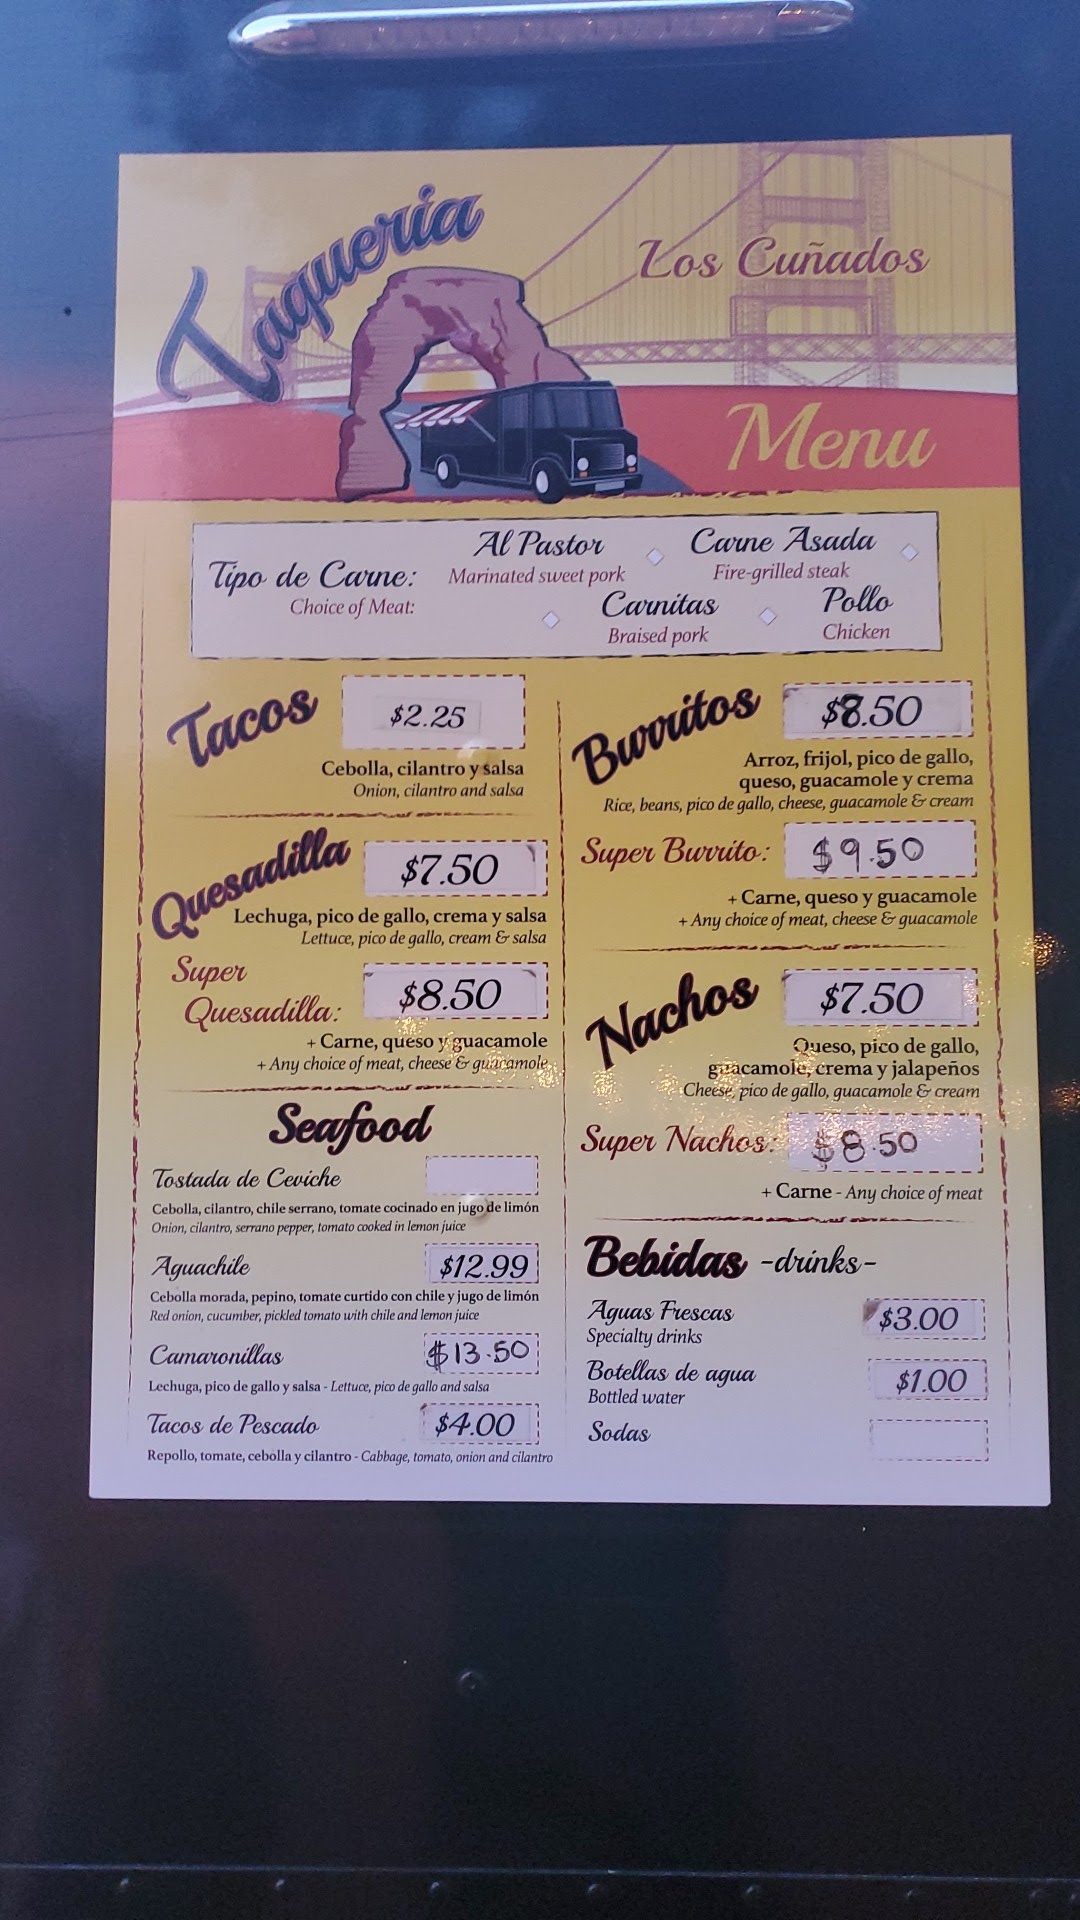 Taqueria
Los Cuñados
Menu
Tipo de Carne:
Choice of Meat:
Al Pastor
Marinated sweet pork
Carne Asada
Fire-grilled steak
Carnitas
Braised pork
Pollo
Chicken
Tacos $2.25
Cebolla, cilantro y salsa
Onion, cilantro and salsa
Quesadilla $7.50
Lechuga, pico de gallo, crema y salsa
Lettuce, pico de gallo, cream & salsa
Super
Quesadilla: $8.50
+ Carne, queso y guacamole
+ Any choice of meat, cheese & guacamole
Seafood
Tostada de Ceviche
Cebolla, cilantro, chile serrano, tomate cocinado en jugo de limón
Onion, cilantro, serrano pepper, tomato cooked in lemon juice
Aguachile $12.99
Cebolla morada, pepino, tomate curtido con chile y jugo de limón
Red onion, cucumber, pickled tomato with chile and lemon juice
Camaronillas $13.50
Lechuga, pico de gallo y salsa - Lettuce, pico de gallo and salsa
Tacos de Pescado $4.00
Repollo, tomate, cebolla y cilantro - Cabbage, tomato, onion and cilantro
Burritos $8.50
Arroz, frijol, pico de gallo,
queso, guacamole y crema
Rice, beans, pico de gallo, cheese, guacamole & cream
Super Burrito: $9.50
+ Carne, queso y guacamole
+ Any choice of meat, cheese & guacamole
Nachos $7.50
Queso, pico de gallo,
guacamole, crema y jalapeños
Cheese, pico de gallo, guacamole & cream
Super Nachos: $8.50
+ Carne - Any choice of meat
Bebidas -drinks-
Aguas Frescas $3.00
Specialty drinks
Botellas de agua $1.00
Bottled water
Sodas